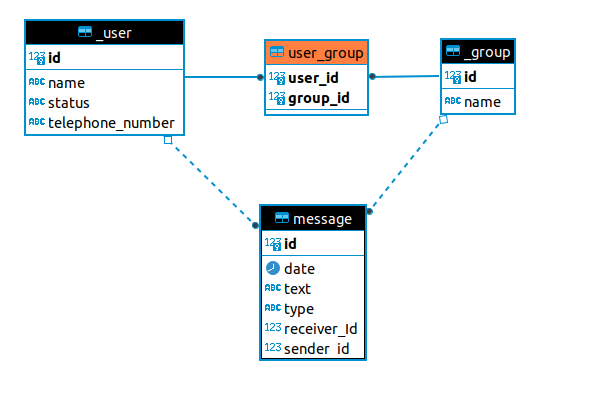 _user
123 id
ABC name
ABC status
ABC telephone_number
user_group
123 user_id
123 group_id
_group
123 id
ABC name
message
123 id
date
ABC text
ABC type
123 receiver_Id
123 sender_id